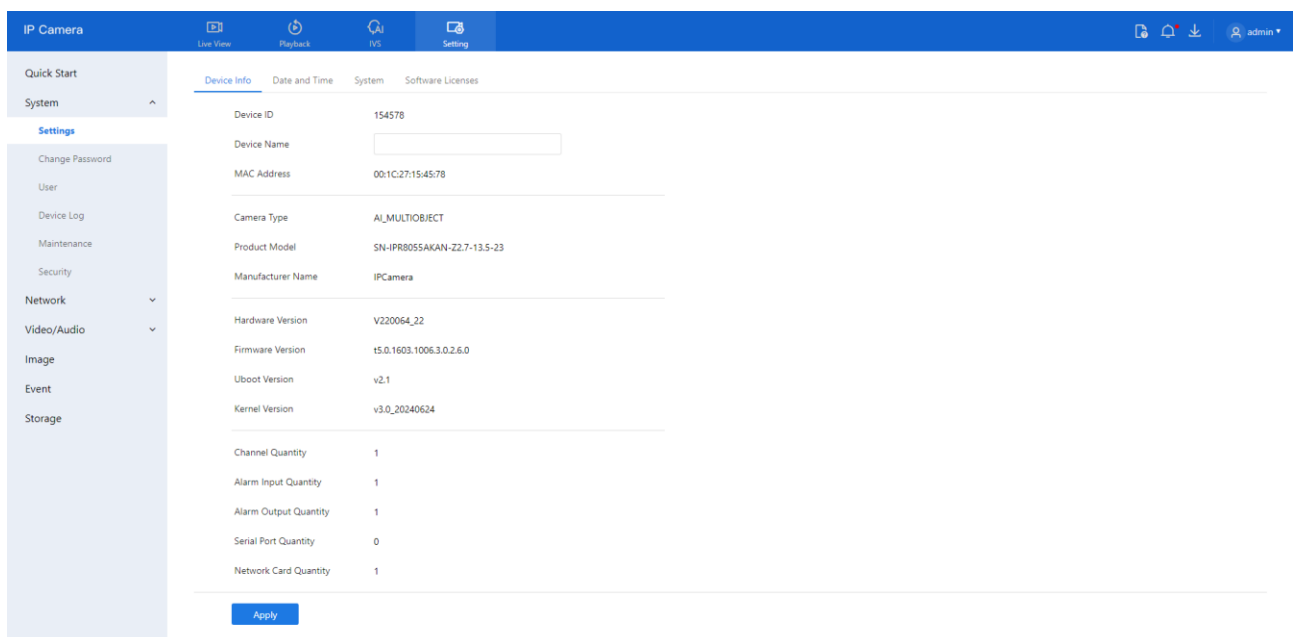 IP Camera
Live View
Playback
AI
IVS
Setting
admin
Quick Start
System
Settings
Change Password
User
Device Log
Maintenance
Security
Network
Video/Audio
Image
Event
Storage
Device Info Date and Time System Software Licenses
Device ID 154578
Device Name
MAC Address 00:1C:27:15:45:78
Camera Type AI_MULTIOBJECT
Product Model SN-IPR8055AKAN-Z2.7-13.5-23
Manufacturer Name IPCamera
Hardware Version V220064_22
Firmware Version t5.0.1603.1006.3.0.2.6.0
Uboot Version v2.1
Kernel Version v3.0_20240624
Channel Quantity 1
Alarm Input Quantity 1
Alarm Output Quantity 1
Serial Port Quantity 0
Network Card Quantity 1
Apply